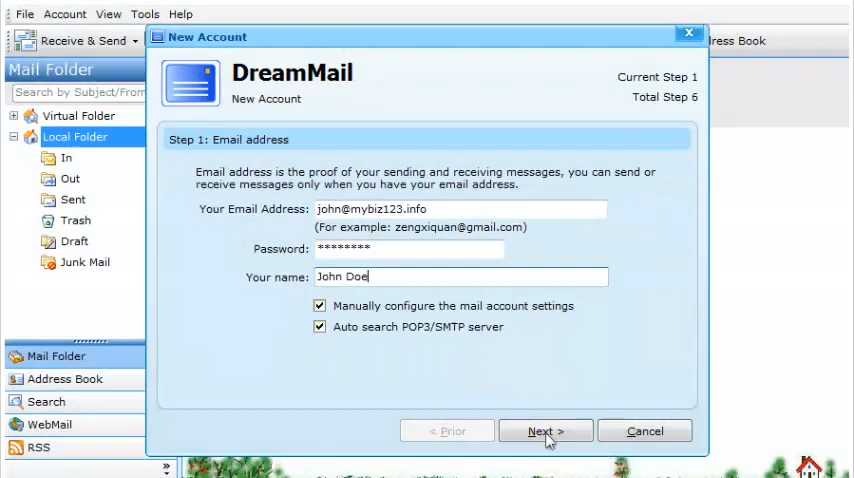 File Account View Tools Help
Receive & Send
New Account
ress Book
Mail Folder
Search by Subject/From
Virtual Folder
Local Folder
In
Out
Sent
Trash
Draft
Junk Mail
Mail Folder
Address Book
Search
WebMail
RSS
»
DreamMail
New Account
Current Step 1
Total Step 6
Step 1: Email address
Email address is the proof of your sending and receiving messages, you can send or
receive messages only when you have your email address.
Your Email Address: john@mybiz123.info
(For example: zengxiquan@gmail.com)
Password: ********
Your name: John Doe
Manually configure the mail account settings
Auto search POP3/SMTP server
< Prior Next > Cancel